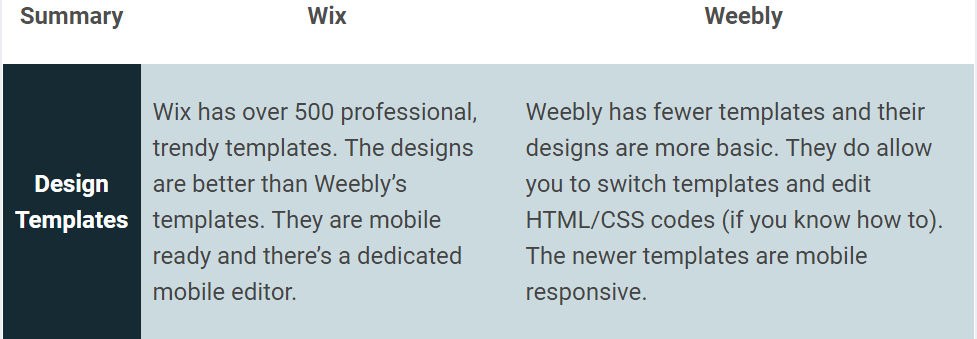 Summary Wix Weebly
Design
Templates
Wix has over 500 professional,
trendy templates. The designs
are better than Weebly’s
templates. They are mobile
ready and there’s a dedicated
mobile editor.
Weebly has fewer templates and their
designs are more basic. They do allow
you to switch templates and edit
HTML/CSS codes (if you know how to).
The newer templates are mobile
responsive.